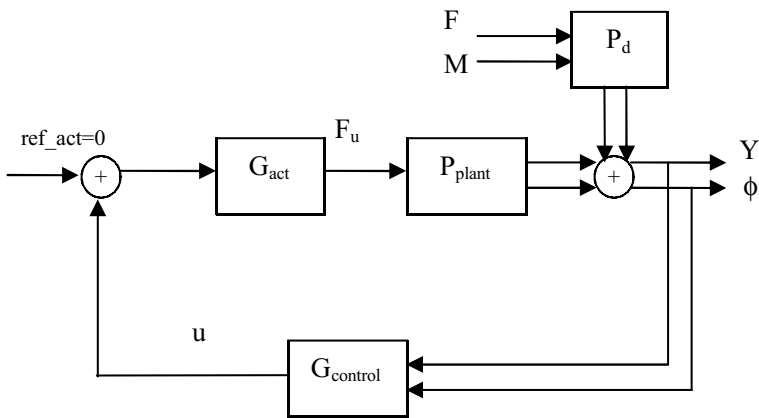 F
M
P_d
ref_act=0
+
G_act
F_u
P_plant
+
Y
ϕ
u
G_control